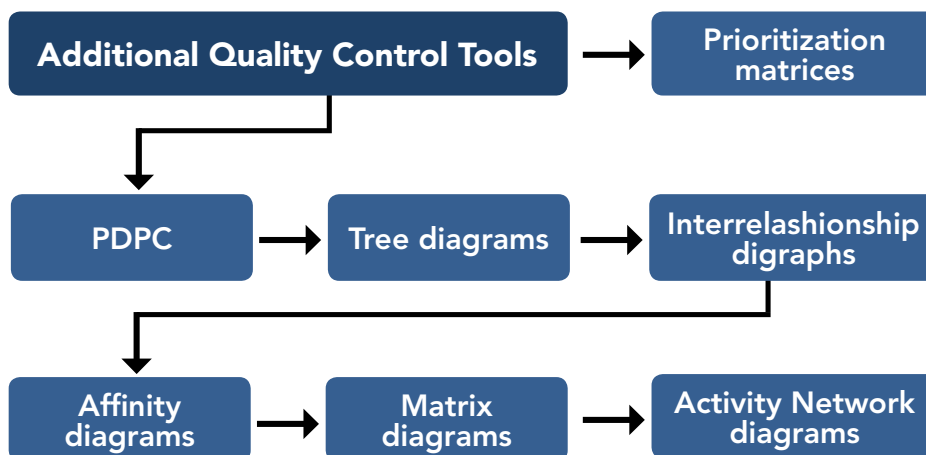 Additional Quality Control Tools
Prioritization
matrices
PDPC
Tree diagrams
Interrelashionship
digraphs
Affinity
diagrams
Matrix
diagrams
Activity Network
diagrams